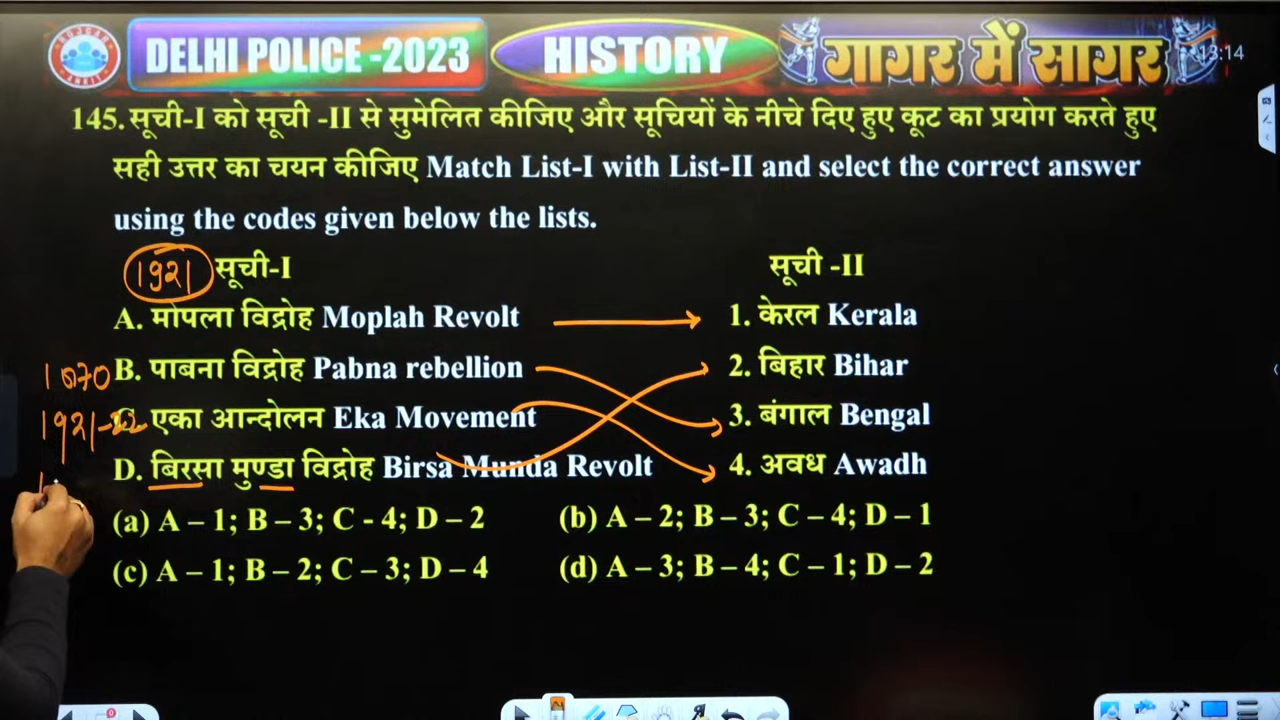 DELHI POLICE -2023 HISTORY गागर में सागर 13:14
145. सूची-I को सूची -II से सुमेलित कीजिए और सूचियों के नीचे दिए हुए कूट का प्रयोग करते हुए
सही उत्तर का चयन कीजिए Match List-I with List-II and select the correct answer
using the codes given below the lists.
1921 सूची-I सूची -II
A. मोपला विद्रोह Moplah Revolt 1. केरल Kerala
1870 B. पाबना विद्रोह Pabna rebellion 2. बिहार Bihar
1921-22 C. एका आन्दोलन Eka Movement 3. बंगाल Bengal
D. बिरसा मुण्डा विद्रोह Birsa Munda Revolt 4. अवध Awadh
(a) A – 1; B – 3; C - 4; D – 2 (b) A – 2; B – 3; C – 4; D – 1
(c) A – 1; B – 2; C – 3; D – 4 (d) A – 3; B – 4; C – 1; D – 2